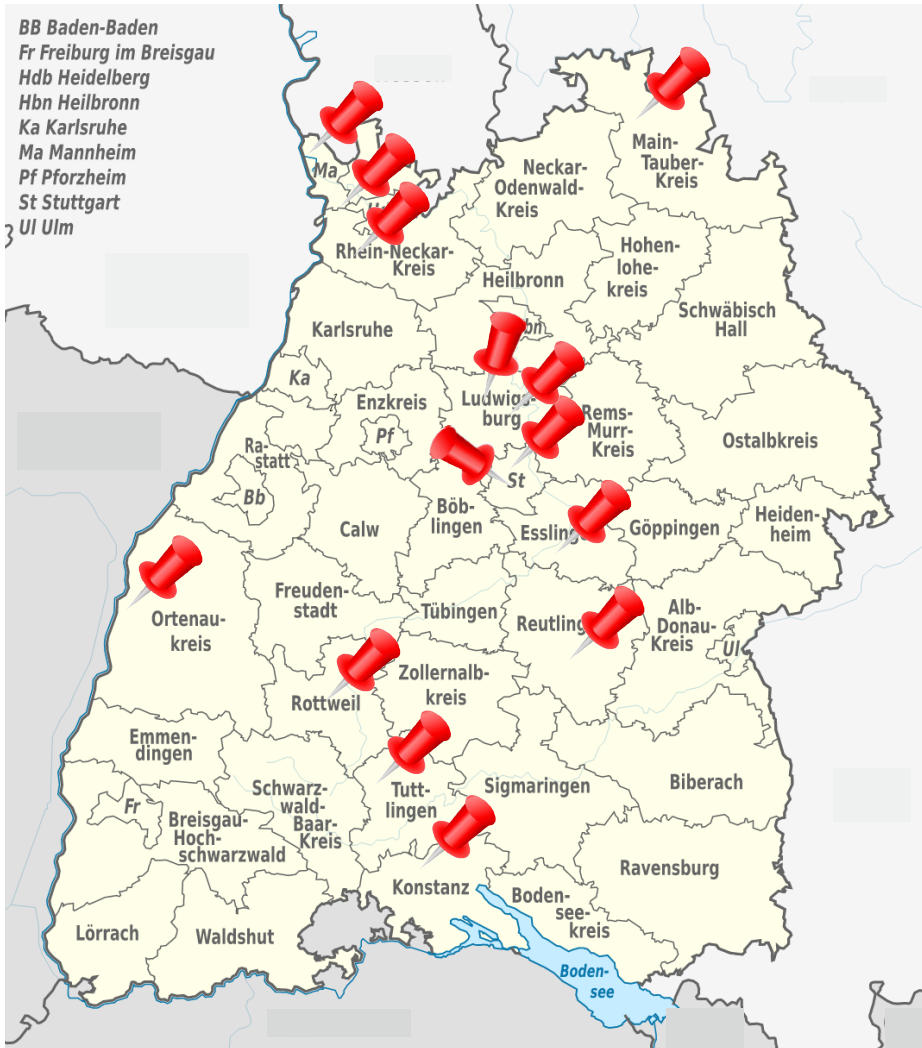 BB Baden-Baden
Fr Freiburg im Breisgau
Hdb Heidelberg
Hbn Heilbronn
Ka Karlsruhe
Ma Mannheim
Pf Pforzheim
St Stuttgart
Ul Ulm
Main-
Tauber-
Kreis
Neckar-
Odenwald-
Kreis
Ma
Rhein-Neckar-
Kreis
Hohen-
lohe-
kreis
Heilbronn
Schwäbisch
Hall
Karlsruhe
Ka
Enzkreis
Pf
Ludwigs-
burg
Rems-
Murr-
Kreis
Ostalbkreis
Ra-
statt
Bb
St
Böb-
lingen
Calw
Göppingen
Heiden-
heim
Freuden-
stadt
Tübingen
Alb-
Donau-
Kreis
Ul
Ortenau-
kreis
Zollernalb-
kreis
Rottweil
Emmen-
dingen
Schwarz-
wald-
Baar-
Kreis
Tutt-
lingen
Sigmaringen
Biberach
Fr
Breisgau-
Hoch-
schwarzwald
Ravensburg
Konstanz
Boden-
see-
kreis
Lörrach
Waldshut
Boden-
see